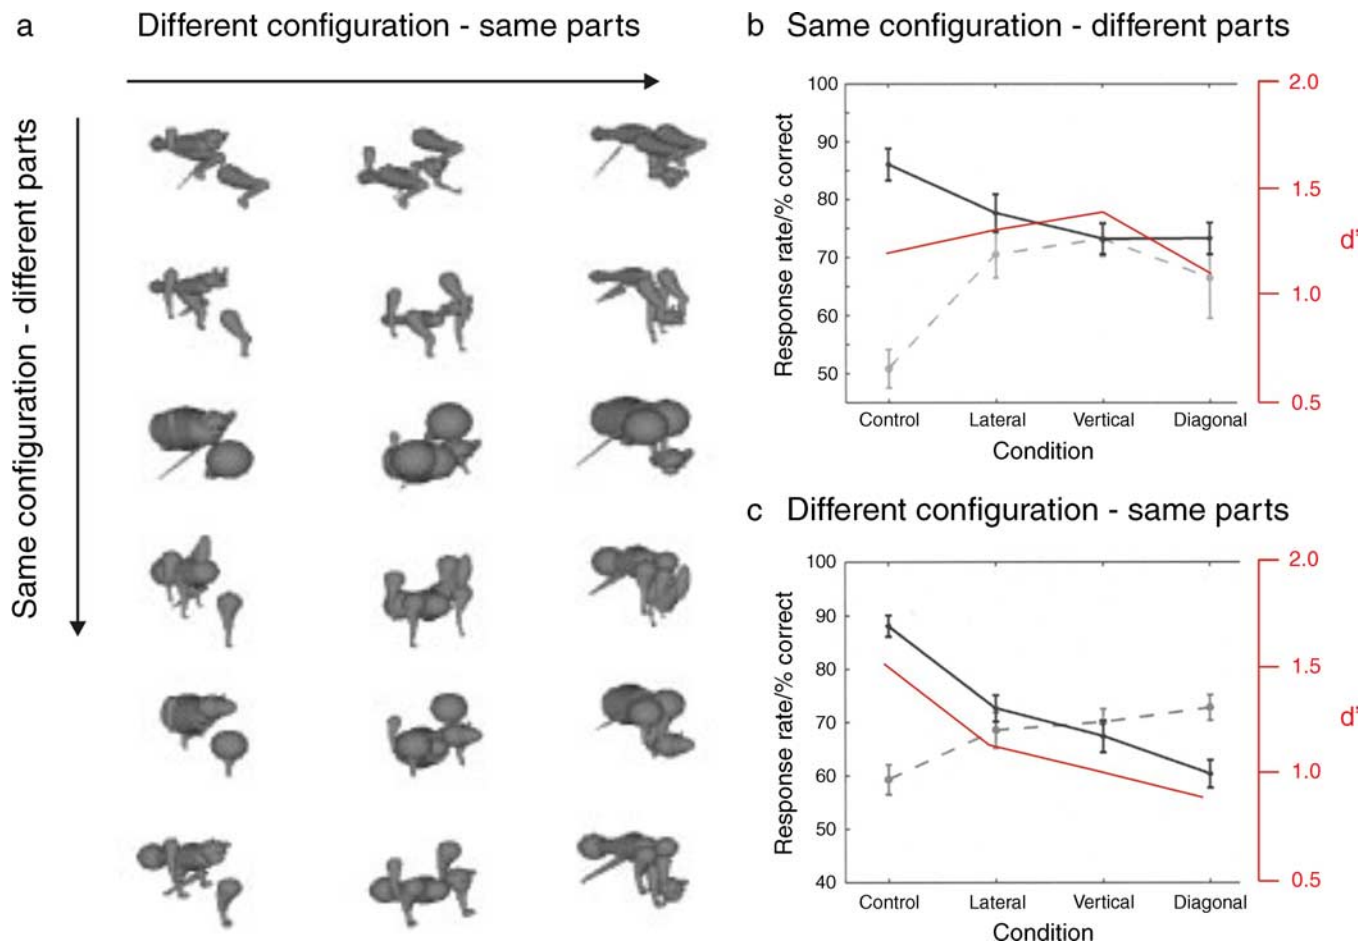 a Different configuration - same parts
Same configuration - different parts
b Same configuration - different parts
100
90
80
70
60
50
Response rate/% correct
2.0
1.5
1.0
0.5
d’
Control Lateral Vertical Diagonal
Condition
c Different configuration - same parts
100
90
80
70
60
50
40
Response rate/% correct
2.0
1.5
1.0
0.5
d’
Control Lateral Vertical Diagonal
Condition